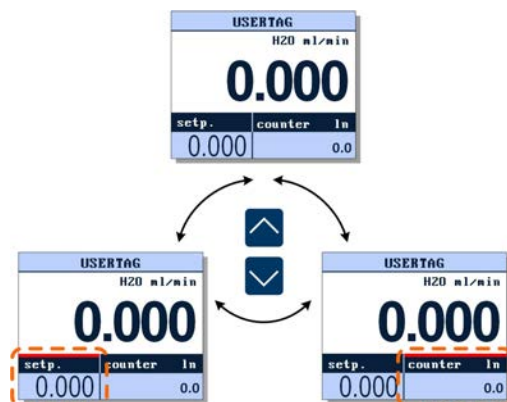 USERTAG
H2O ml/min
0.000
setp. counter ln
0.000 0.0
USERTAG
H2O ml/min
0.000
setp. counter ln
0.000 0.0
USERTAG
H2O ml/min
0.000
setp. counter ln
0.000 0.0